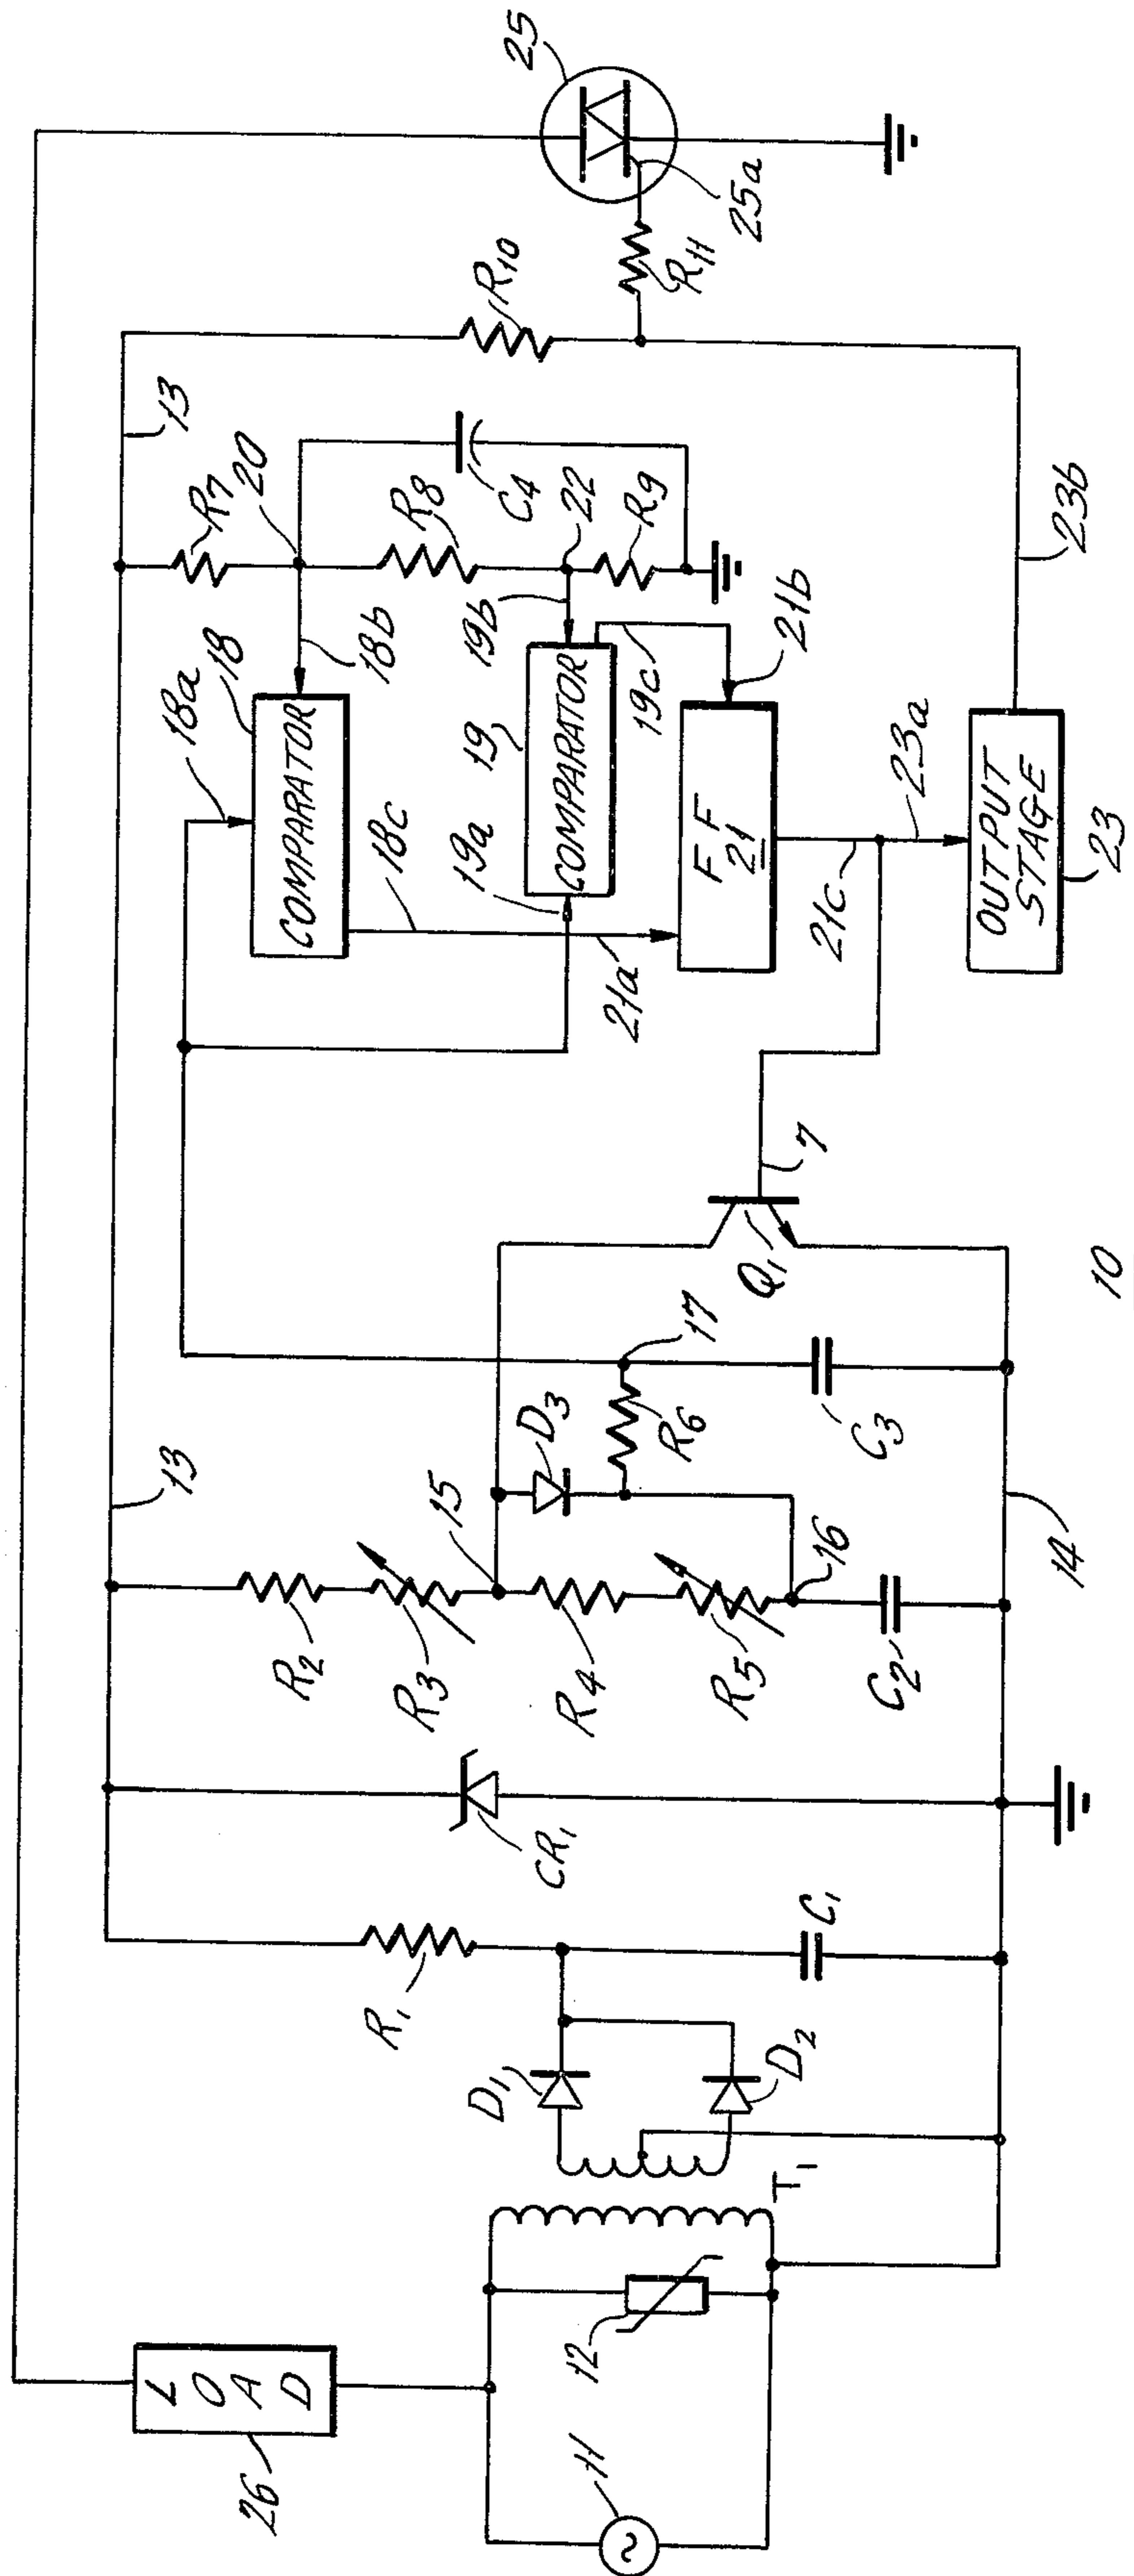 26
LOAD
11
12
T1
D1
D2
R1
C1
CR1
13
R2
R3
15
R4
R5
16
C2
14
D3
R6
17
C3
Q1
7
10
18a
18
COMPARATOR
18b
18c
19a
19
COMPARATOR
19b
19c
21a
FF
21
21b
21c
23a
OUTPUT
STAGE
23
23b
20
R7
R8
22
R9
C4
13
R10
R11
25
25a